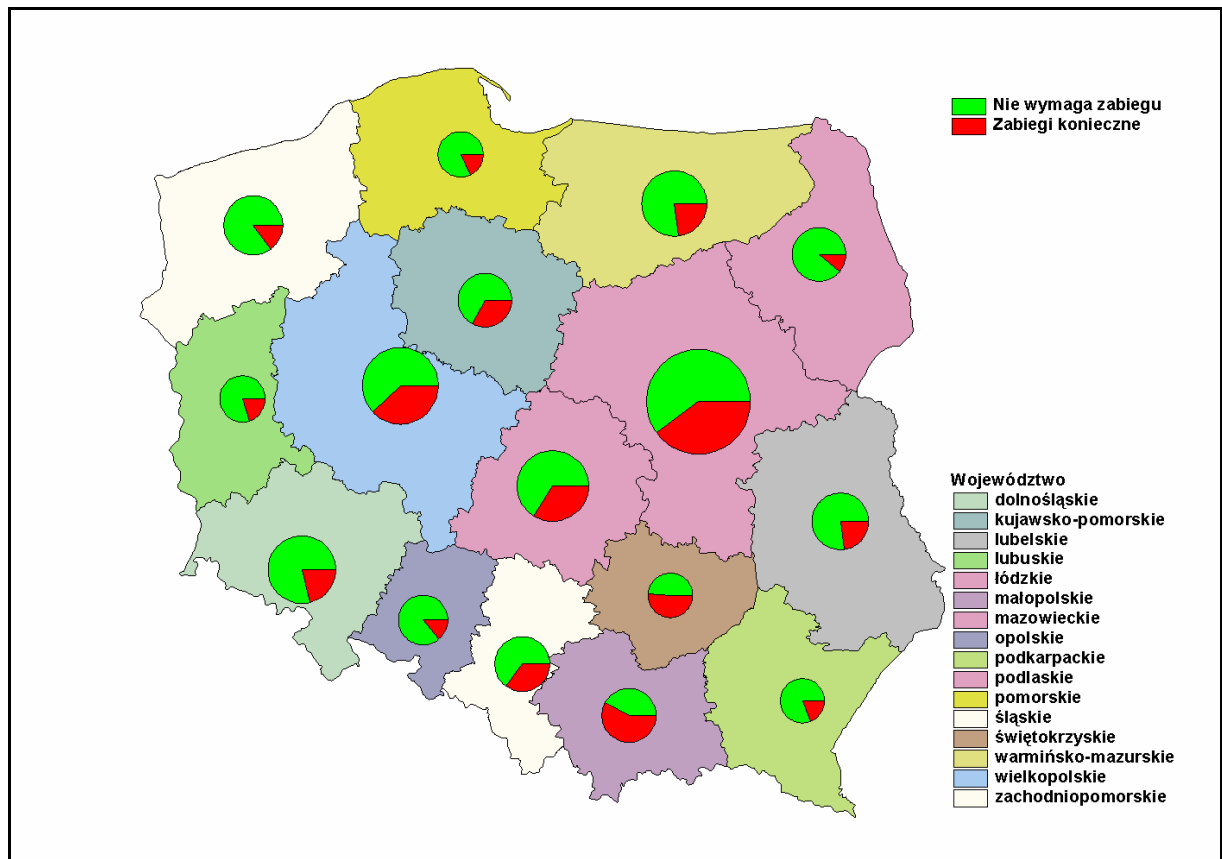 Nie wymaga zabiegu
Zabiegi konieczne
Województwo
dolnośląskie
kujawsko-pomorskie
lubelskie
lubuskie
łódzkie
małopolskie
mazowieckie
opolskie
podkarpackie
podlaskie
pomorskie
śląskie
świętokrzyskie
warmińsko-mazurskie
wielkopolskie
zachodniopomorskie